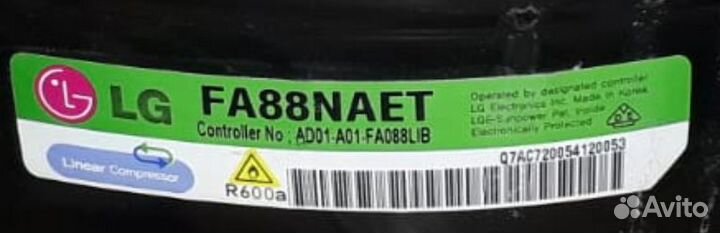 LG
FA88NAET
Controller No : AD01-A01-FA088LIB
Operated by designated controller
LG Electronics Inc. Made in Korea
LGE-Sunpower Pat. Inside
Electronically Protected
Linear Compressor
R600a
Q7AC720054120053
Avito